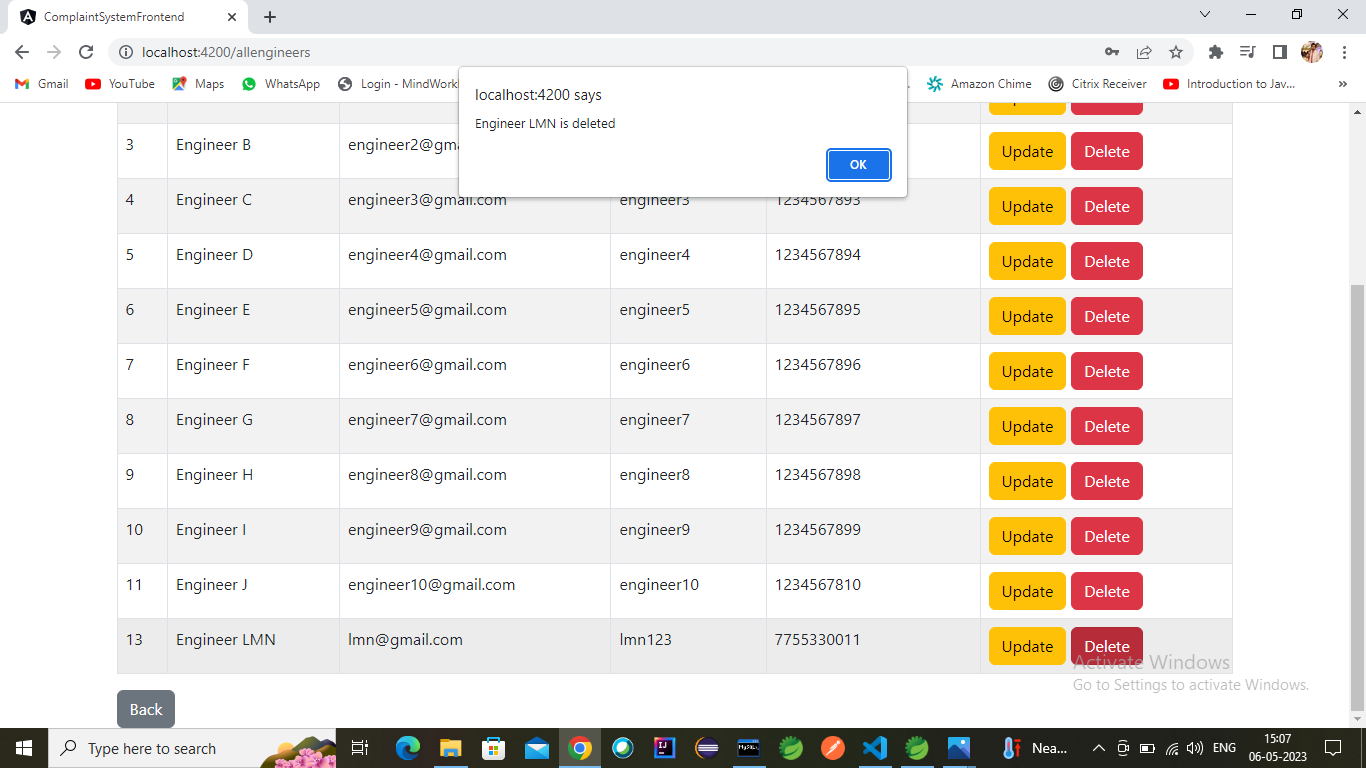 ComplaintSystemFrontend
localhost:4200/allengineers
Gmail YouTube Maps WhatsApp Login - MindWork Amazon Chime Citrix Receiver Introduction to Jav... »
localhost:4200 says
Engineer LMN is deleted
OK
3 Engineer B engineer2@gma Update Delete
4 Engineer C engineer3@gmail.com engineer3 1234567893 Update Delete
5 Engineer D engineer4@gmail.com engineer4 1234567894 Update Delete
6 Engineer E engineer5@gmail.com engineer5 1234567895 Update Delete
7 Engineer F engineer6@gmail.com engineer6 1234567896 Update Delete
8 Engineer G engineer7@gmail.com engineer7 1234567897 Update Delete
9 Engineer H engineer8@gmail.com engineer8 1234567898 Update Delete
10 Engineer I engineer9@gmail.com engineer9 1234567899 Update Delete
11 Engineer J engineer10@gmail.com engineer10 1234567810 Update Delete
13 Engineer LMN lmn@gmail.com lmn123 7755330011 Update Delete
Activate Windows
Go to Settings to activate Windows.
Back
Type here to search
Nea...
ENG
15:07
06-05-2023